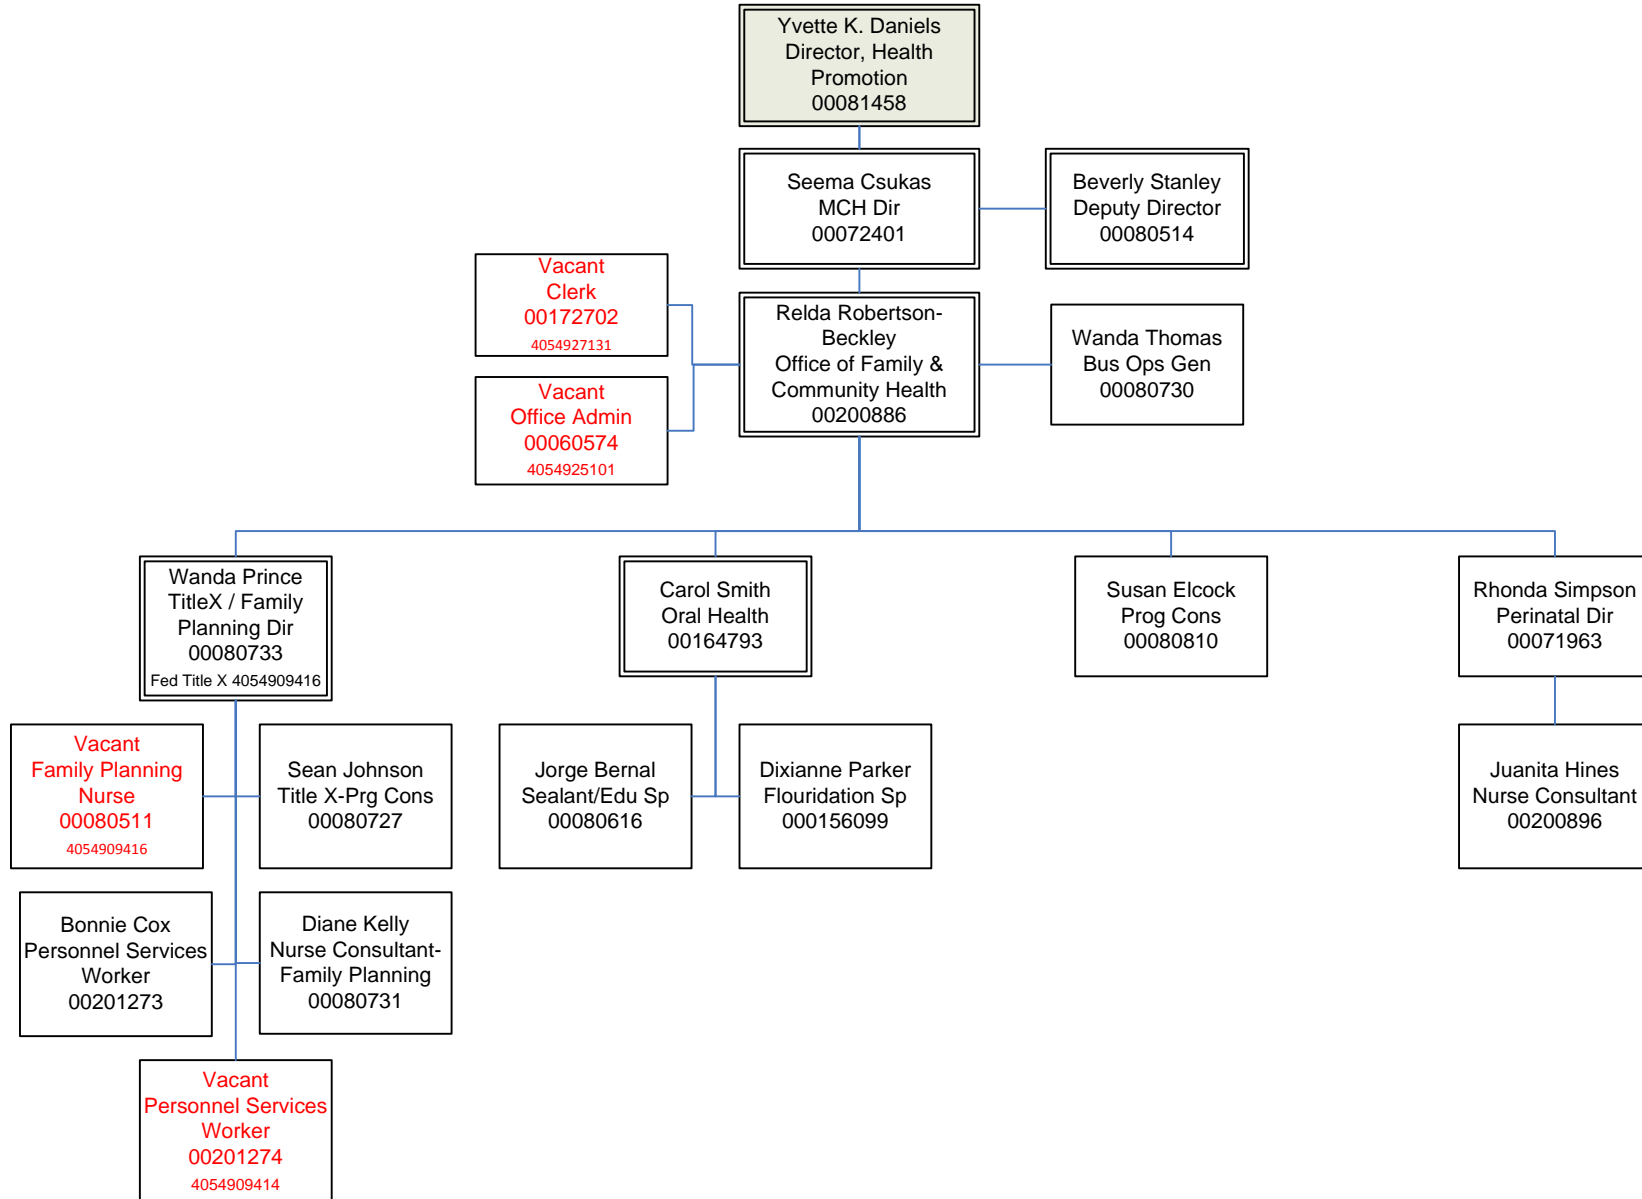 Yvette K. Daniels
Director, Health
Promotion
00081458
Seema Csukas
MCH Dir
00072401
Beverly Stanley
Deputy Director
00080514
Vacant
Clerk
00172702
4054927131
Relda Robertson-
Beckley
Office of Family &
Community Health
00200886
Wanda Thomas
Bus Ops Gen
00080730
Vacant
Office Admin
00060574
4054925101
Wanda Prince
TitleX / Family
Planning Dir
00080733
Fed Title X 4054909416
Carol Smith
Oral Health
00164793
Susan Elcock
Prog Cons
00080810
Rhonda Simpson
Perinatal Dir
00071963
Vacant
Family Planning
Nurse
00080511
4054909416
Sean Johnson
Title X-Prg Cons
00080727
Jorge Bernal
Sealant/Edu Sp
00080616
Dixianne Parker
Flouridation Sp
000156099
Juanita Hines
Nurse Consultant
00200896
Bonnie Cox
Personnel Services
Worker
00201273
Diane Kelly
Nurse Consultant-
Family Planning
00080731
Vacant
Personnel Services
Worker
00201274
4054909414